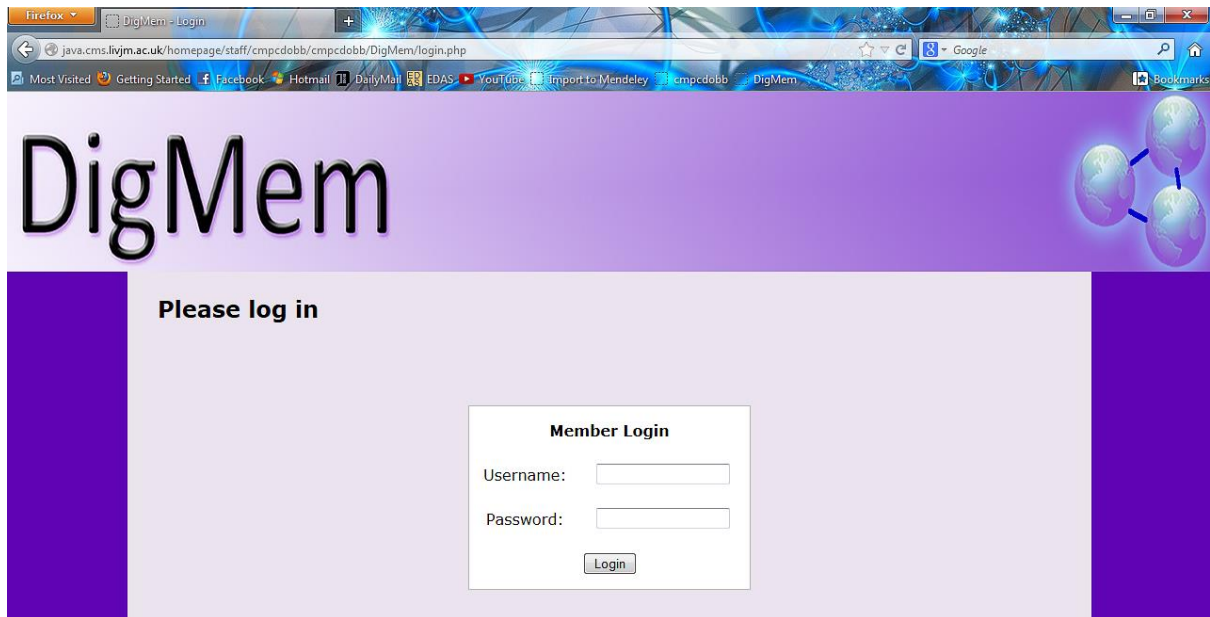 Firefox
DigMem - Login
java.cms.livjm.ac.uk/homepage/staff/cmpcdobb/cmpcdobb/DigMem/login.php
Google
Most Visited Getting Started Facebook Hotmail DailyMail EDAS YouTube Import to Mendeley cmpcdobb DigMem Bookmarks
DigMem
Please log in
Member Login
Username:
Password:
Login